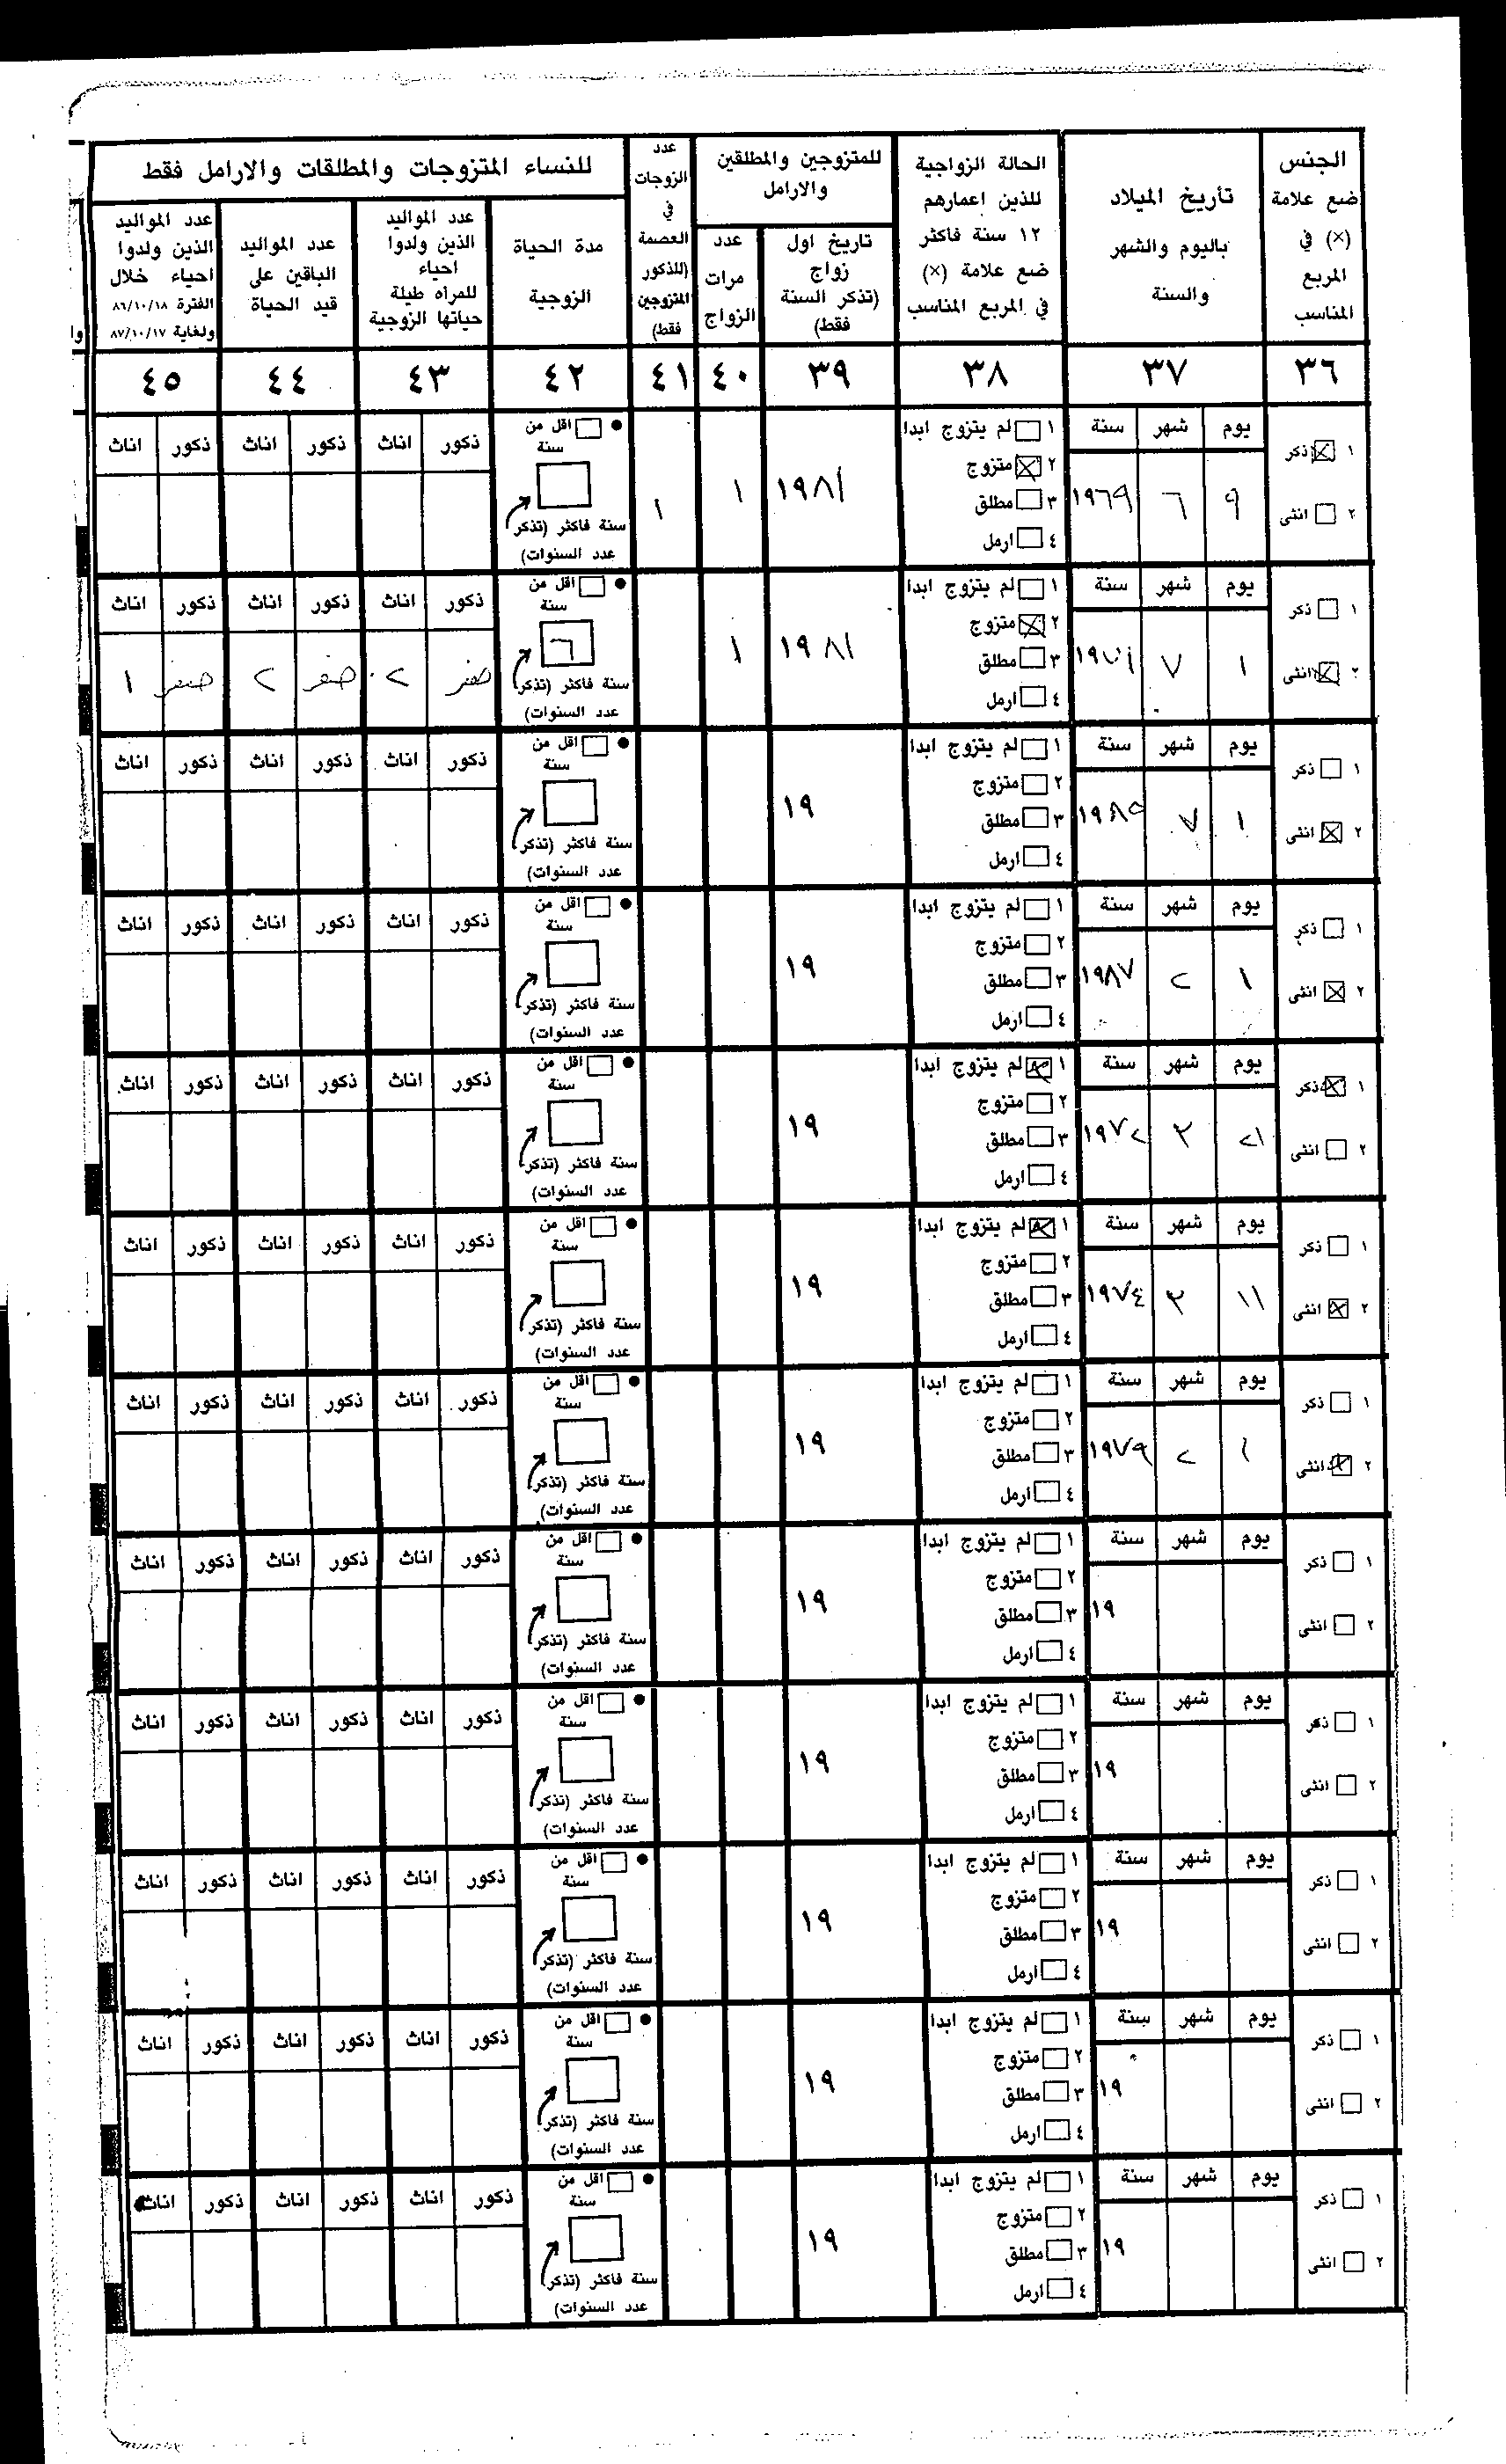 الجنس
ضع علامة
(×) في
المربع
المناسب
تأريخ الميلاد
باليوم والشهر
والسنة
الحالة الزواجية
للذين اعمارهم
١٢ سنة فاكثر
ضع علامة (×)
في المربع المناسب
للمتزوجين والمطلقين
والارامل
تاريخ اول
زواج
(تذكر السنة
فقط)
عدد
مرات
الزواج
عدد
الزوجات
في
العصمة
(للذكور
المتزوجين
فقط)
للنساء المتزوجات والمطلقات والارامل فقط
مدة الحياة
الزوجية
عدد المواليد
الذين ولدوا
احياء
للمرأه طيلة
حياتها الزوجية
عدد المواليد
الباقين على
قيد الحياة
عدد المواليد
الذين ولدوا
احياء خلال
الفترة ٨٦/١٠/١٨
ولغاية ٨٧/١٠/١٧
٣٦ ٣٧ ٣٨ ٣٩ ٤٠ ٤١ ٤٢ ٤٣ ٤٤ ٤٥
١ ذكر يوم شهر سنة ١ لم يتزوج ابدا اقل من سنة ذكور اناث ذكور اناث ذكور اناث
٢ متزوج
٩ ٦ ١٩٦٩ ١٩٨١ ١ ١
٢ انثى ٣ مطلق سنة فاكثر (تذكر
٤ ارمل عدد السنوات)
١ ذكر يوم شهر سنة ١ لم يتزوج ابدا اقل من سنة ذكور اناث ذكور اناث ذكور اناث
٢ متزوج
١ ٧ ١٩٨١ ١ ٦ صفر ٢ صفر ٢ صفر ١
٢ انثى ٣ مطلق سنة فاكثر (تذكر
٤ ارمل عدد السنوات)
١ ذكر يوم شهر سنة ١ لم يتزوج ابدا اقل من سنة ذكور اناث ذكور اناث ذكور اناث
٢ متزوج
١ ٧ ١٩٨٥ ١٩
٢ انثى ٣ مطلق سنة فاكثر (تذكر
٤ ارمل عدد السنوات)
١ ذكر يوم شهر سنة ١ لم يتزوج ابدا اقل من سنة ذكور اناث ذكور اناث ذكور اناث
٢ متزوج
١ ٢ ١٩٨٧ ١٩
٢ انثى ٣ مطلق سنة فاكثر (تذكر
٤ ارمل عدد السنوات)
١ ذكر يوم شهر سنة ١ لم يتزوج ابدا اقل من سنة ذكور اناث ذكور اناث ذكور اناث
٢ متزوج
٢١ ٣ ١٩٧٢ ١٩
٢ انثى ٣ مطلق سنة فاكثر (تذكر
٤ ارمل عدد السنوات)
١ ذكر يوم شهر سنة ١ لم يتزوج ابدا اقل من سنة ذكور اناث ذكور اناث ذكور اناث
٢ متزوج
١١ ٣ ١٩٧٤ ١٩
٢ انثى ٣ مطلق سنة فاكثر (تذكر
٤ ارمل عدد السنوات)
١ ذكر يوم شهر سنة ١ لم يتزوج ابدا اقل من سنة ذكور اناث ذكور اناث ذكور اناث
٢ متزوج
١ ٢ ١٩٧٩ ١٩
٢ انثى ٣ مطلق سنة فاكثر (تذكر
٤ ارمل عدد السنوات)
١ ذكر يوم شهر سنة ١ لم يتزوج ابدا اقل من سنة ذكور اناث ذكور اناث ذكور اناث
٢ متزوج
١٩ ١٩
٢ انثى ٣ مطلق سنة فاكثر (تذكر
٤ ارمل عدد السنوات)
١ ذكر يوم شهر سنة ١ لم يتزوج ابدا اقل من سنة ذكور اناث ذكور اناث ذكور اناث
٢ متزوج
١٩ ١٩
٢ انثى ٣ مطلق سنة فاكثر (تذكر
٤ ارمل عدد السنوات)
١ ذكر يوم شهر سنة ١ لم يتزوج ابدا اقل من سنة ذكور اناث ذكور اناث ذكور اناث
٢ متزوج
١٩ ١٩
٢ انثى ٣ مطلق سنة فاكثر (تذكر
٤ ارمل عدد السنوات)
١ ذكر يوم شهر سنة ١ لم يتزوج ابدا اقل من سنة ذكور اناث ذكور اناث ذكور اناث
٢ متزوج
١٩ ١٩
٢ انثى ٣ مطلق سنة فاكثر (تذكر
٤ ارمل عدد السنوات)
١ ذكر يوم شهر سنة ١ لم يتزوج ابدا اقل من سنة ذكور اناث ذكور اناث ذكور اناث
٢ متزوج
١٩ ١٩
٢ انثى ٣ مطلق سنة فاكثر (تذكر
٤ ارمل عدد السنوات)